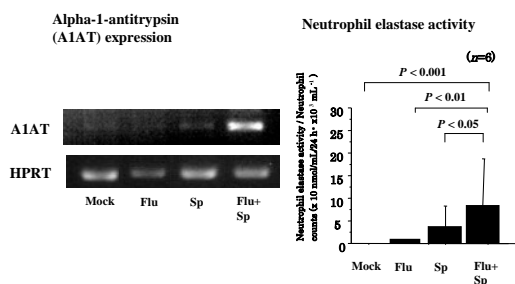 Alpha-1-antitrypsin
(A1AT) expression
A1AT
HPRT
Mock
Flu
Sp
Flu+
Sp
Neutrophil elastase activity
(n=6)
P < 0.001
P < 0.01
P < 0.05
Neutrophil elastase activity / Neutrophil
counts (x 10 nmol/mL/24 h· x10³ mL⁻¹)
30
25
20
15
10
5
0
Mock
Flu
Sp
Flu+
Sp